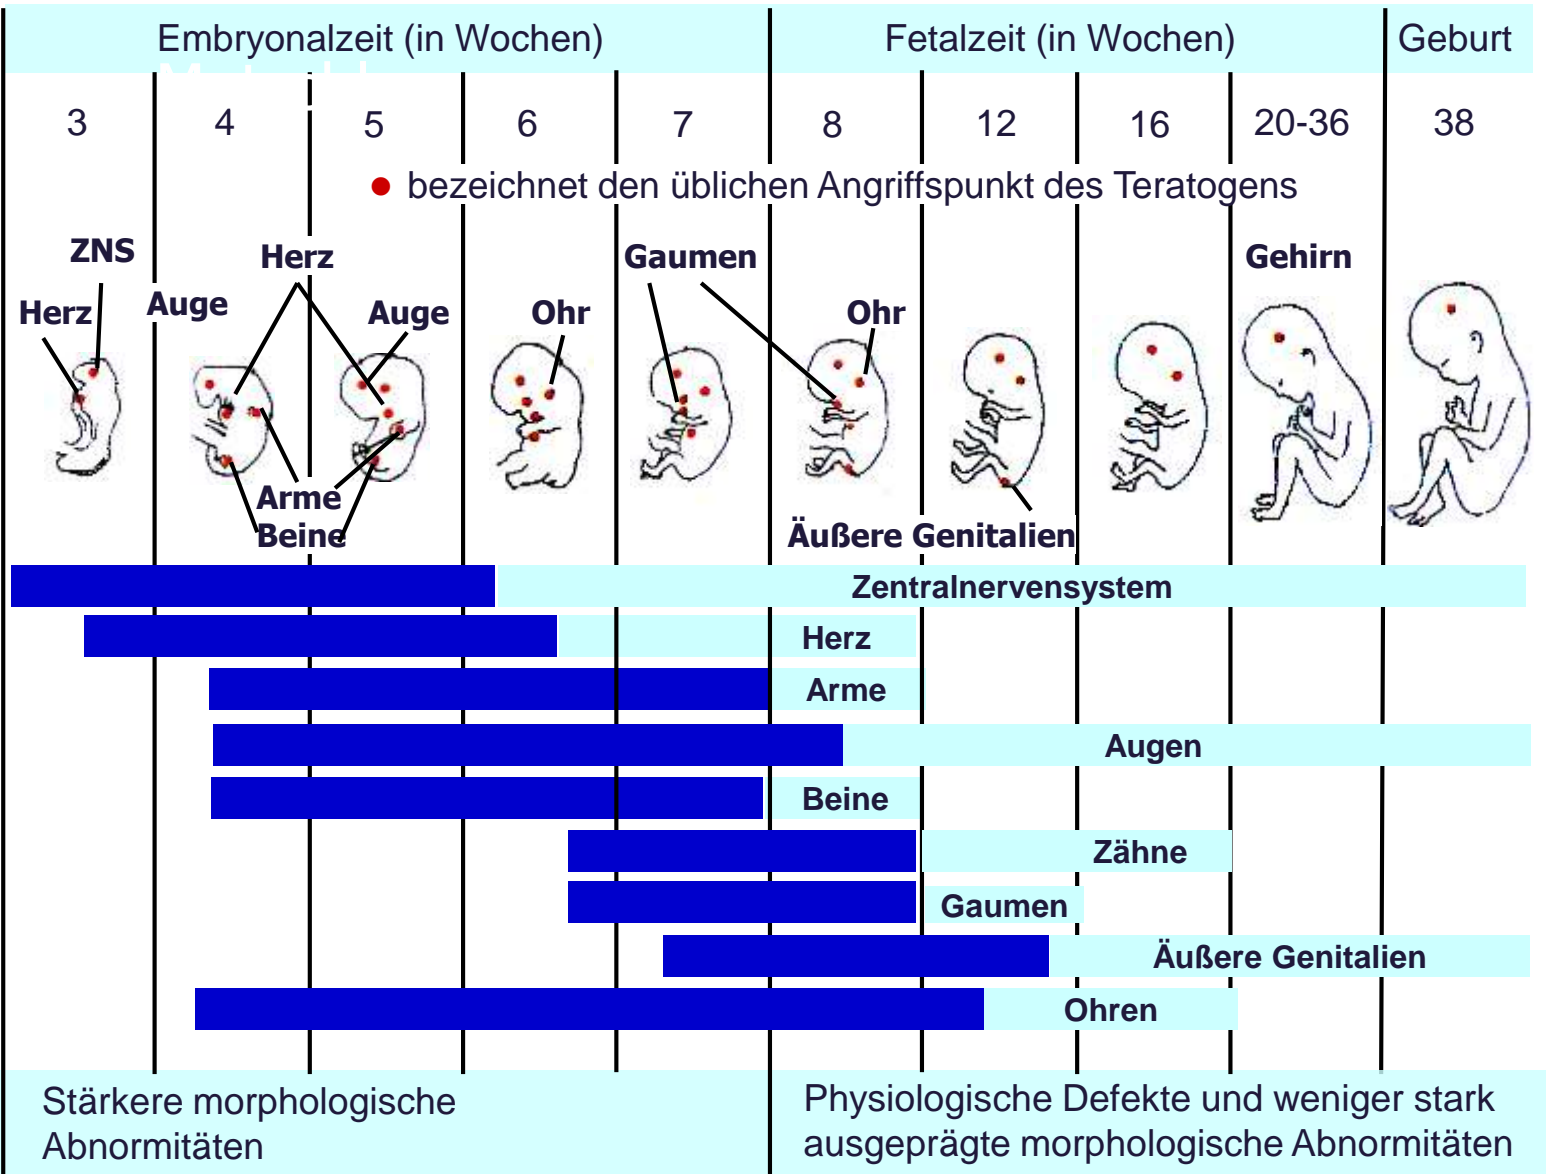 Embryonalzeit (in Wochen)
Fetalzeit (in Wochen)
Geburt
3
4
5
6
7
8
12
16
20-36
38
bezeichnet den üblichen Angriffspunkt des Teratogens
ZNS
Herz
Gaumen
Gehirn
Herz
Auge
Auge
Ohr
Ohr
Arme
Beine
Äußere Genitalien
Zentralnervensystem
Herz
Arme
Augen
Beine
Zähne
Gaumen
Äußere Genitalien
Ohren
Stärkere morphologische
Abnormitäten
Physiologische Defekte und weniger stark
ausgeprägte morphologische Abnormitäten